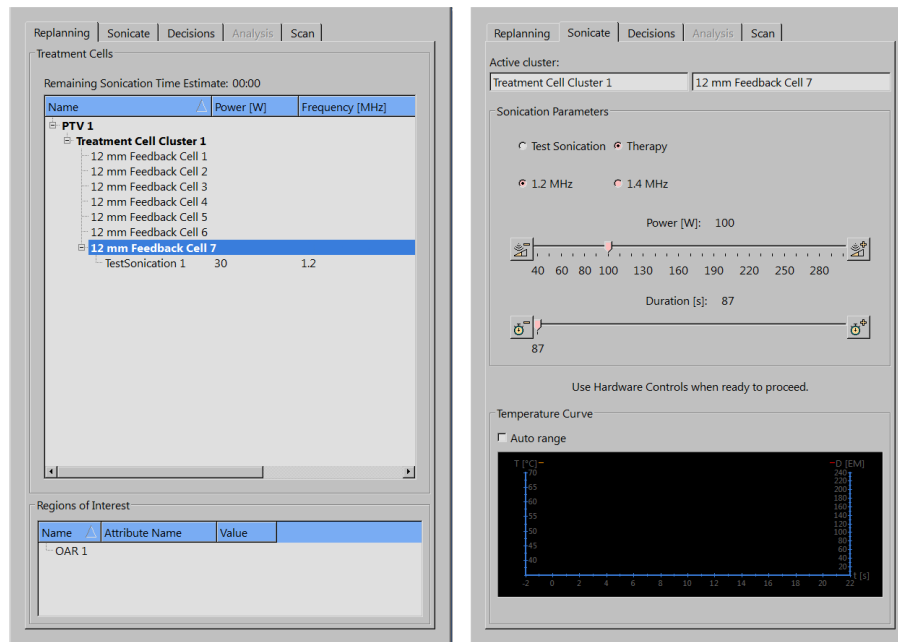 Replanning Sonicate Decisions Analysis Scan
Treatment Cells
Remaining Sonication Time Estimate: 00:00
Name Power [W] Frequency [MHz]
PTV 1
Treatment Cell Cluster 1
12 mm Feedback Cell 1
12 mm Feedback Cell 2
12 mm Feedback Cell 3
12 mm Feedback Cell 4
12 mm Feedback Cell 5
12 mm Feedback Cell 6
12 mm Feedback Cell 7
TestSonication 1 30 1.2
Regions of Interest
Name Attribute Name Value
OAR 1
Replanning Sonicate Decisions Analysis Scan
Active cluster:
Treatment Cell Cluster 1 12 mm Feedback Cell 7
Sonication Parameters
Test Sonication Therapy
1.2 MHz 1.4 MHz
Power [W]: 100
40 60 80 100 130 160 190 220 250 280
Duration [s]: 87
87
Use Hardware Controls when ready to proceed.
Temperature Curve
Auto range
T [°C] D [EM]
70 240
220
65 200
180
60 160
55 140
120
50 100
80
45 60
40 40
20
t [s]
-2 0 2 4 6 8 10 12 14 16 18 20 22